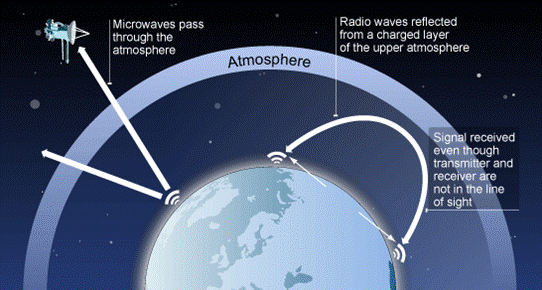 Microwaves pass
through the
atmosphere
Radio waves reflected
from a charged layer
of the upper atmosphere
Atmosphere
Signal received
even though
transmitter and
receiver are
not in the line
of sight